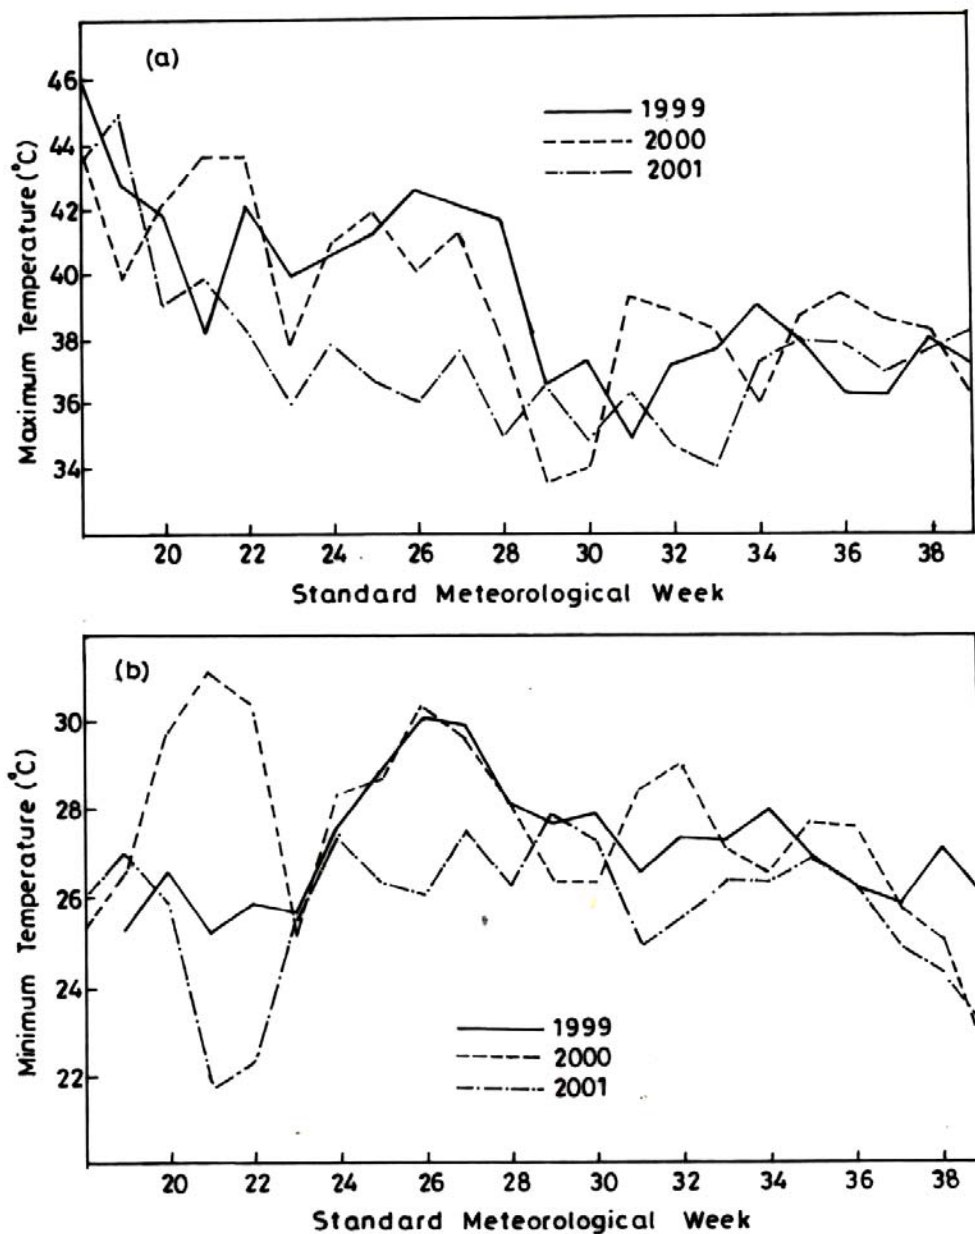 (a)
46
44
42
40
38
36
34
Maximum Temperature (°C)
1999
2000
2001
20 22 24 26 28 30 32 34 36 38
Standard Meteorological Week
(b)
30
28
26
24
22
Minimum Temperature (°C)
1999
2000
2001
20 22 24 26 28 30 32 34 36 38
Standard Meteorological Week